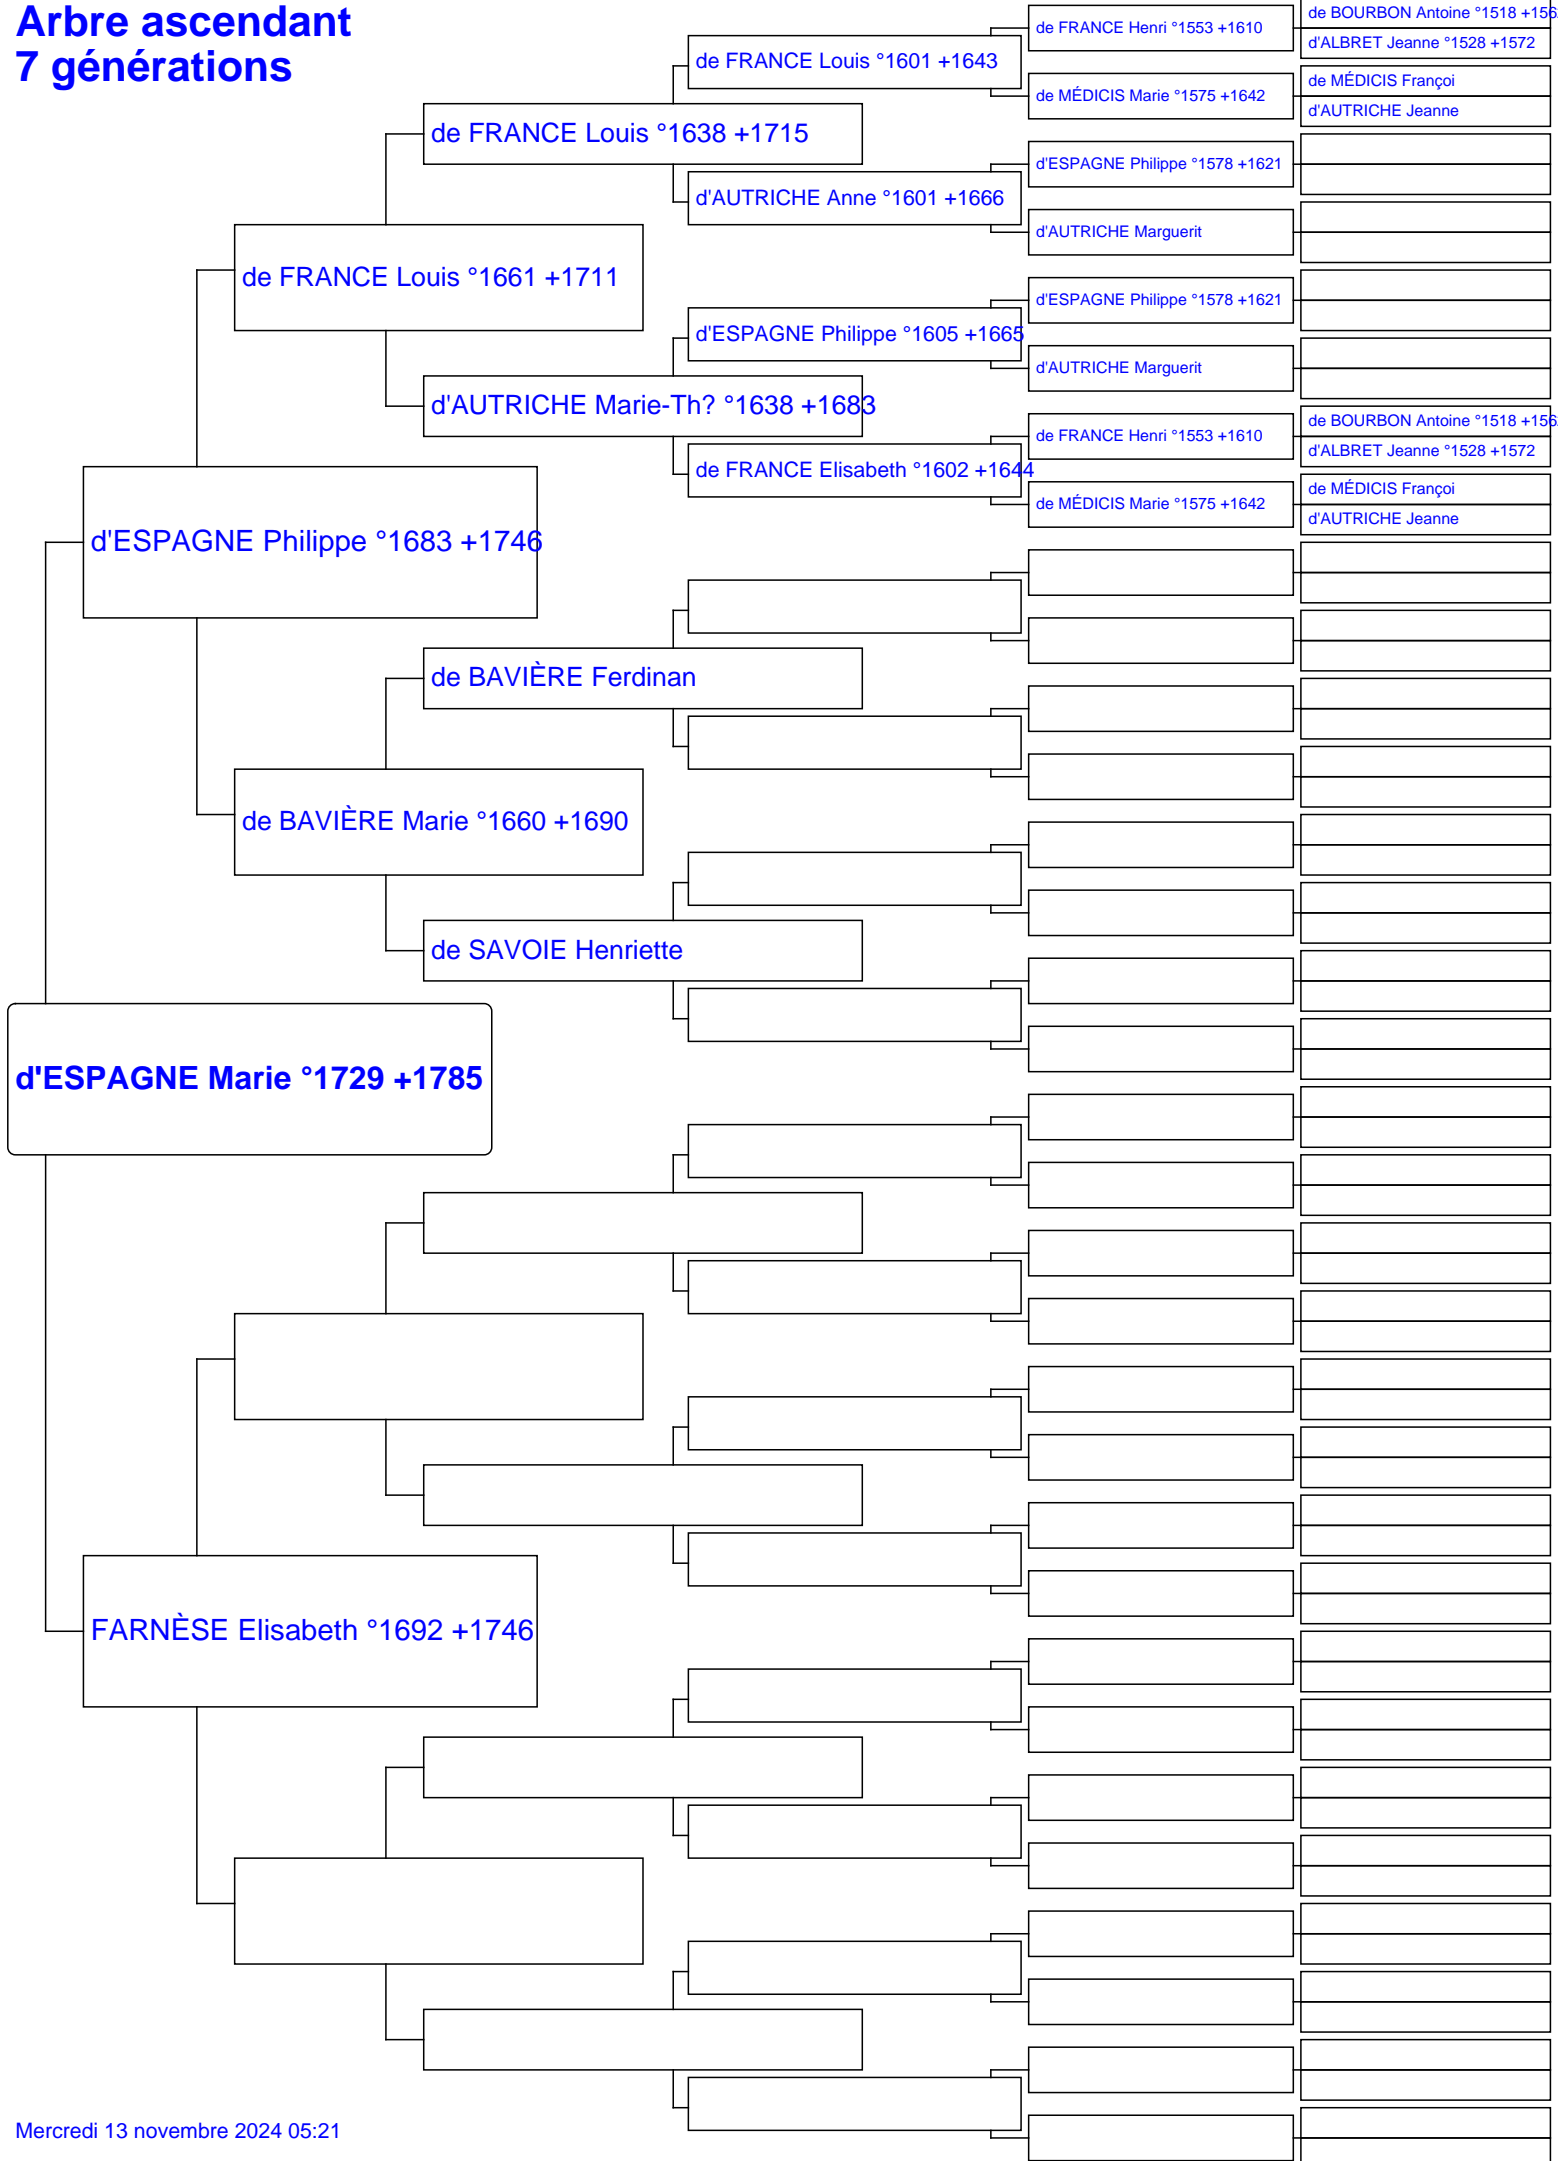 Arbre ascendant
7 générations
de BOURBON Antoine °1518 +156
de FRANCE Henri °1553 +1610
d'ALBRET Jeanne °1528 +1572
de FRANCE Louis °1601 +1643
de MÉDICIS Françoi
de MÉDICIS Marie °1575 +1642
d'AUTRICHE Jeanne
de FRANCE Louis °1638 +1715
d'ESPAGNE Philippe °1578 +1621
d'AUTRICHE Anne °1601 +1666
d'AUTRICHE Marguerit
de FRANCE Louis °1661 +1711
d'ESPAGNE Philippe °1578 +1621
d'ESPAGNE Philippe °1605 +1665
d'AUTRICHE Marguerit
d'AUTRICHE Marie-Th? °1638 +1683
de BOURBON Antoine °1518 +156
de FRANCE Henri °1553 +1610
d'ALBRET Jeanne °1528 +1572
de FRANCE Elisabeth °1602 +1644
de MÉDICIS Françoi
de MÉDICIS Marie °1575 +1642
d'AUTRICHE Jeanne
d'ESPAGNE Philippe °1683 +1746
de BAVIÈRE Ferdinan
de BAVIÈRE Marie °1660 +1690
de SAVOIE Henriette
d'ESPAGNE Marie °1729 +1785
FARNÈSE Elisabeth °1692 +1746
Mercredi 13 novembre 2024 05:21